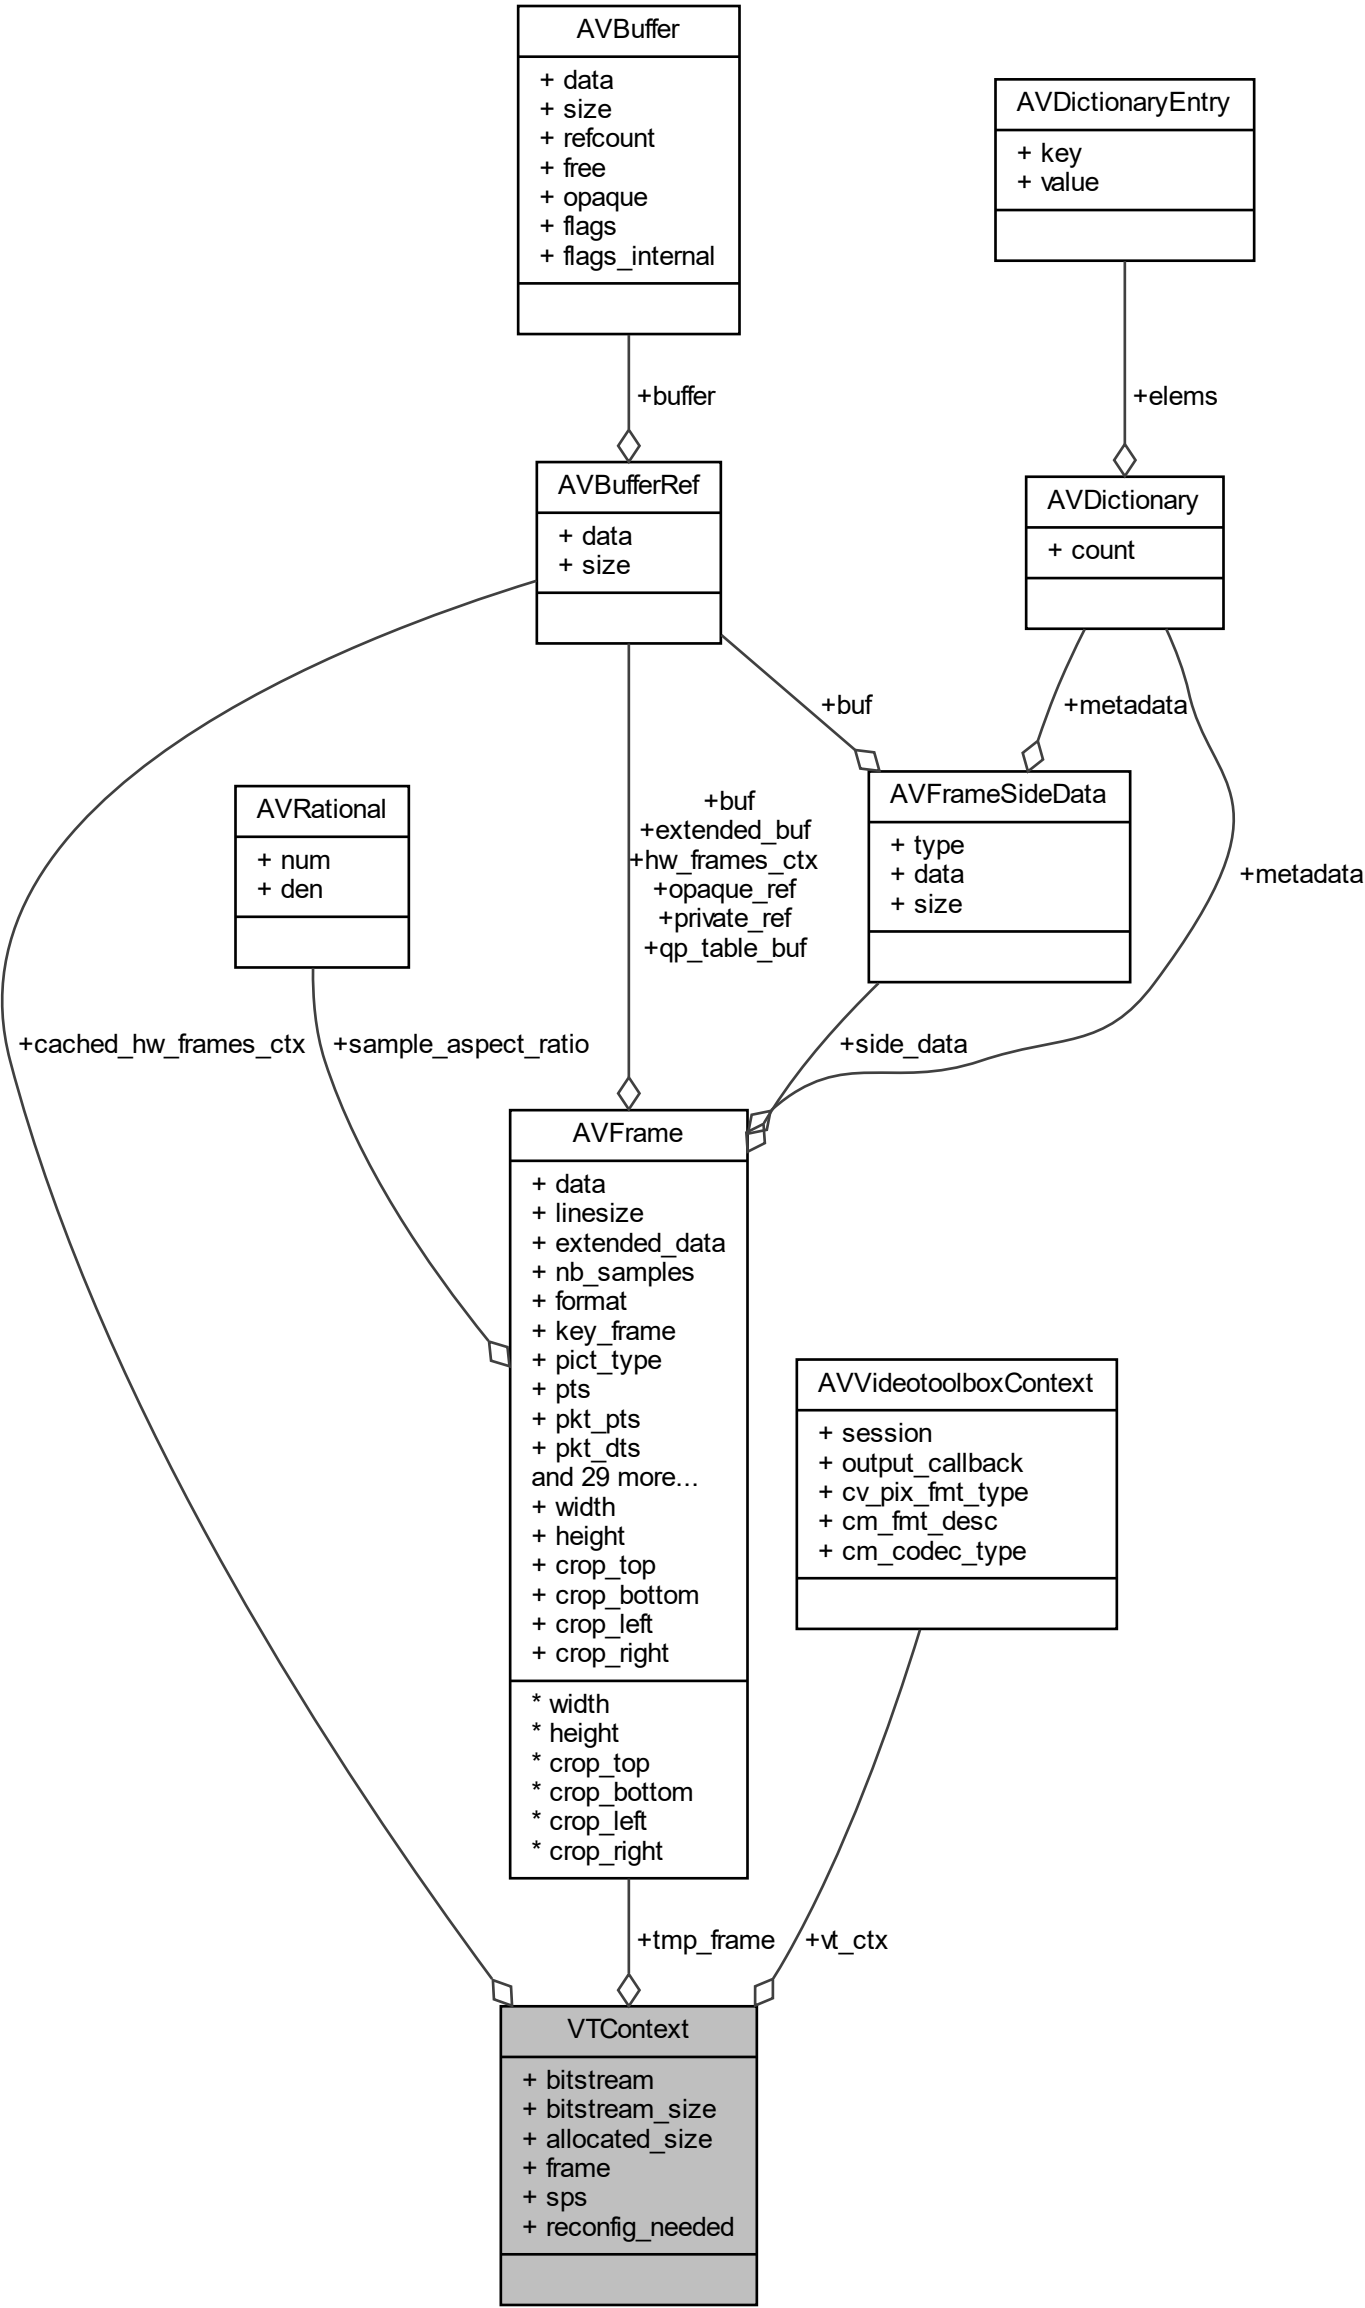 AVBuffer
+ data
+ size
+ refcount
+ free
+ opaque
+ flags
+ flags_internal
AVDictionaryEntry
+ key
+ value
+buffer
+elems
AVBufferRef
+ data
+ size
AVDictionary
+ count
+buf
+metadata
AVRational
+ num
+ den
+buf
+extended_buf
+hw_frames_ctx
+opaque_ref
+private_ref
+qp_table_buf
AVFrameSideData
+ type
+ data
+ size
+metadata
+cached_hw_frames_ctx
+sample_aspect_ratio
+side_data
AVFrame
+ data
+ linesize
+ extended_data
+ nb_samples
+ format
+ key_frame
+ pict_type
+ pts
+ pkt_pts
+ pkt_dts
and 29 more...
+ width
+ height
+ crop_top
+ crop_bottom
+ crop_left
+ crop_right
* width
* height
* crop_top
* crop_bottom
* crop_left
* crop_right
AVVideotoolboxContext
+ session
+ output_callback
+ cv_pix_fmt_type
+ cm_fmt_desc
+ cm_codec_type
+tmp_frame
+vt_ctx
VTContext
+ bitstream
+ bitstream_size
+ allocated_size
+ frame
+ sps
+ reconfig_needed